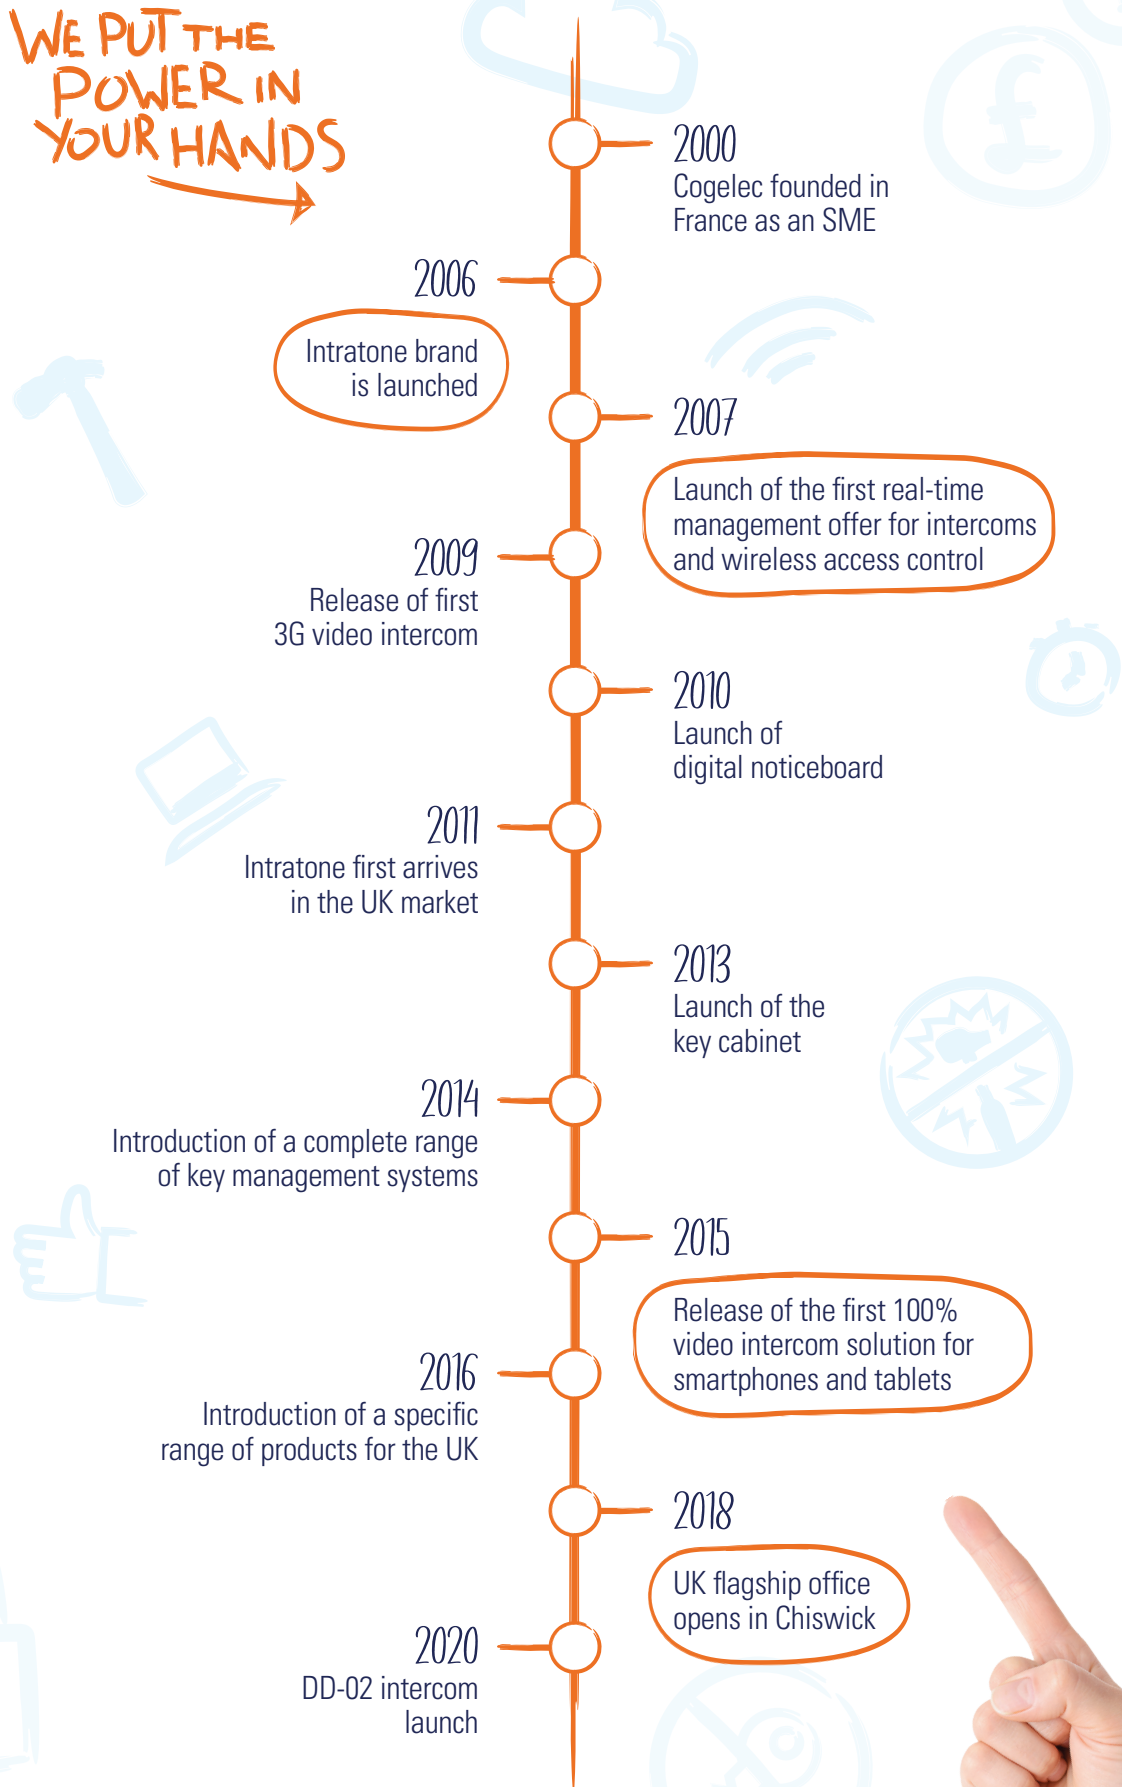 WE PUT THE
POWER IN
YOUR HANDS
2000
Cogelec founded in
France as an SME
2006
Intratone brand
is launched
2007
Launch of the first real-time
management offer for intercoms
and wireless access control
2009
Release of first
3G video intercom
2010
Launch of
digital noticeboard
2011
Intratone first arrives
in the UK market
2013
Launch of the
key cabinet
2014
Introduction of a complete range
of key management systems
2015
Release of the first 100%
video intercom solution for
smartphones and tablets
2016
Introduction of a specific
range of products for the UK
2018
UK flagship office
opens in Chiswick
2020
DD-02 intercom
launch